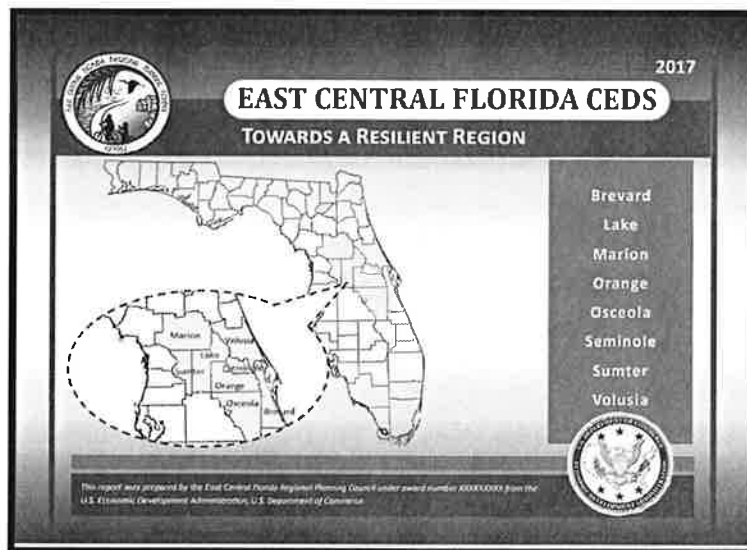 2017
EAST CENTRAL FLORIDA CEDS
TOWARDS A RESILIENT REGION
Brevard
Lake
Marion
Orange
Osceola
Seminole
Sumter
Volusia
Marion
Volusia
Lake
Sumter
Orange
Osceola
Brevard
This report was prepared by the East Central Florida Regional Planning Council under award number XXXXXXXXX from the
U.S. Economic Development Administration, U.S. Department of Commerce